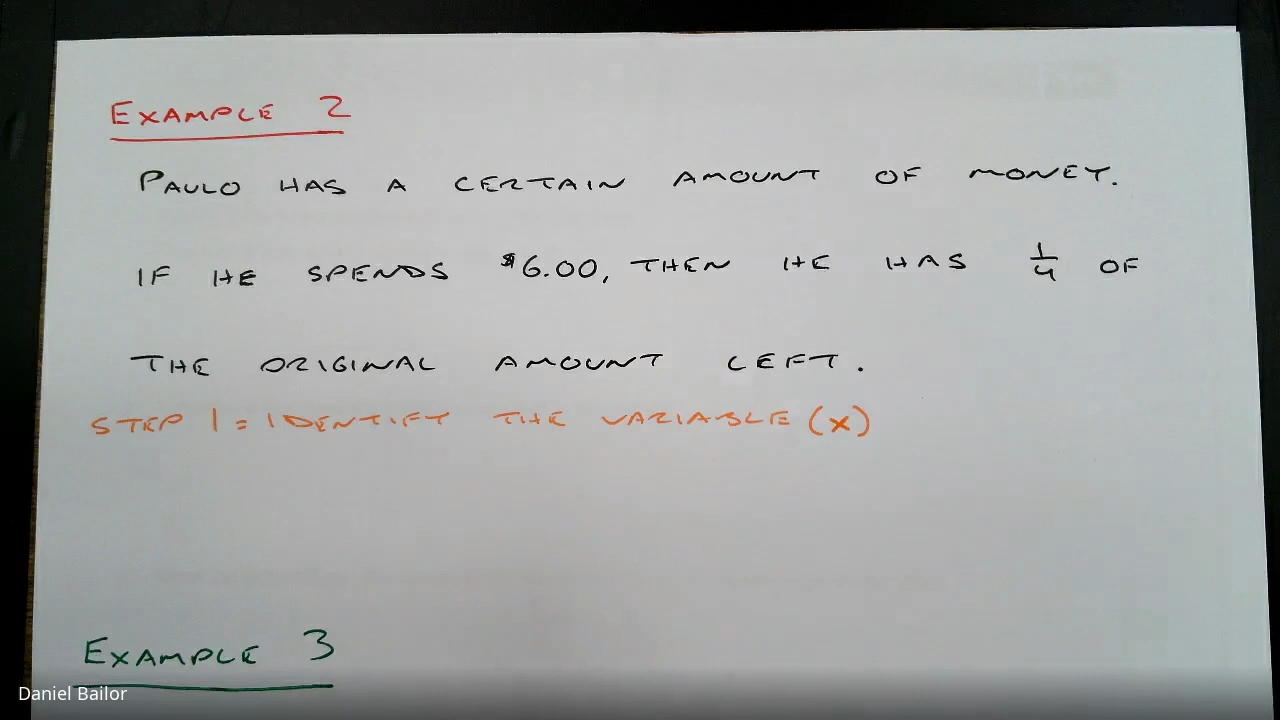 EXAMPLE 2
PAULO HAS A CERTAIN AMOUNT OF MONEY.
IF HE SPENDS $6.00, THEN HE HAS 1/4 OF
THE ORIGINAL AMOUNT LEFT.
STEP 1 = IDENTIFY THE VARIABLE (X)
EXAMPLE 3
Daniel Bailor